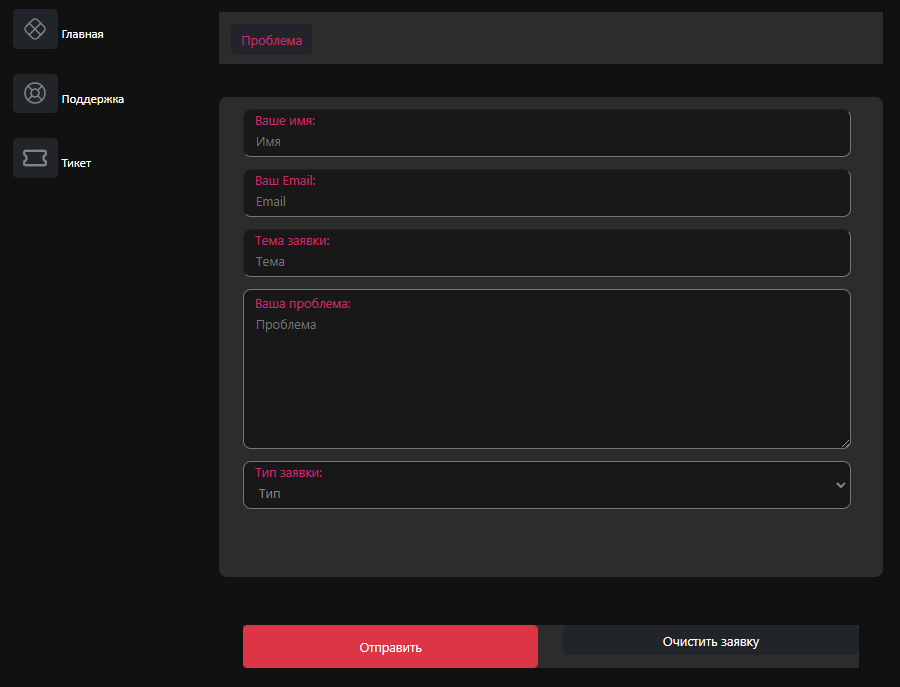 Главная
Поддержка
Тикет
Проблема
Ваше имя:
Имя
Ваш Email:
Email
Тема заявки:
Тема
Ваша проблема:
Проблема
Тип заявки:
Тип
Отправить
Очистить заявку